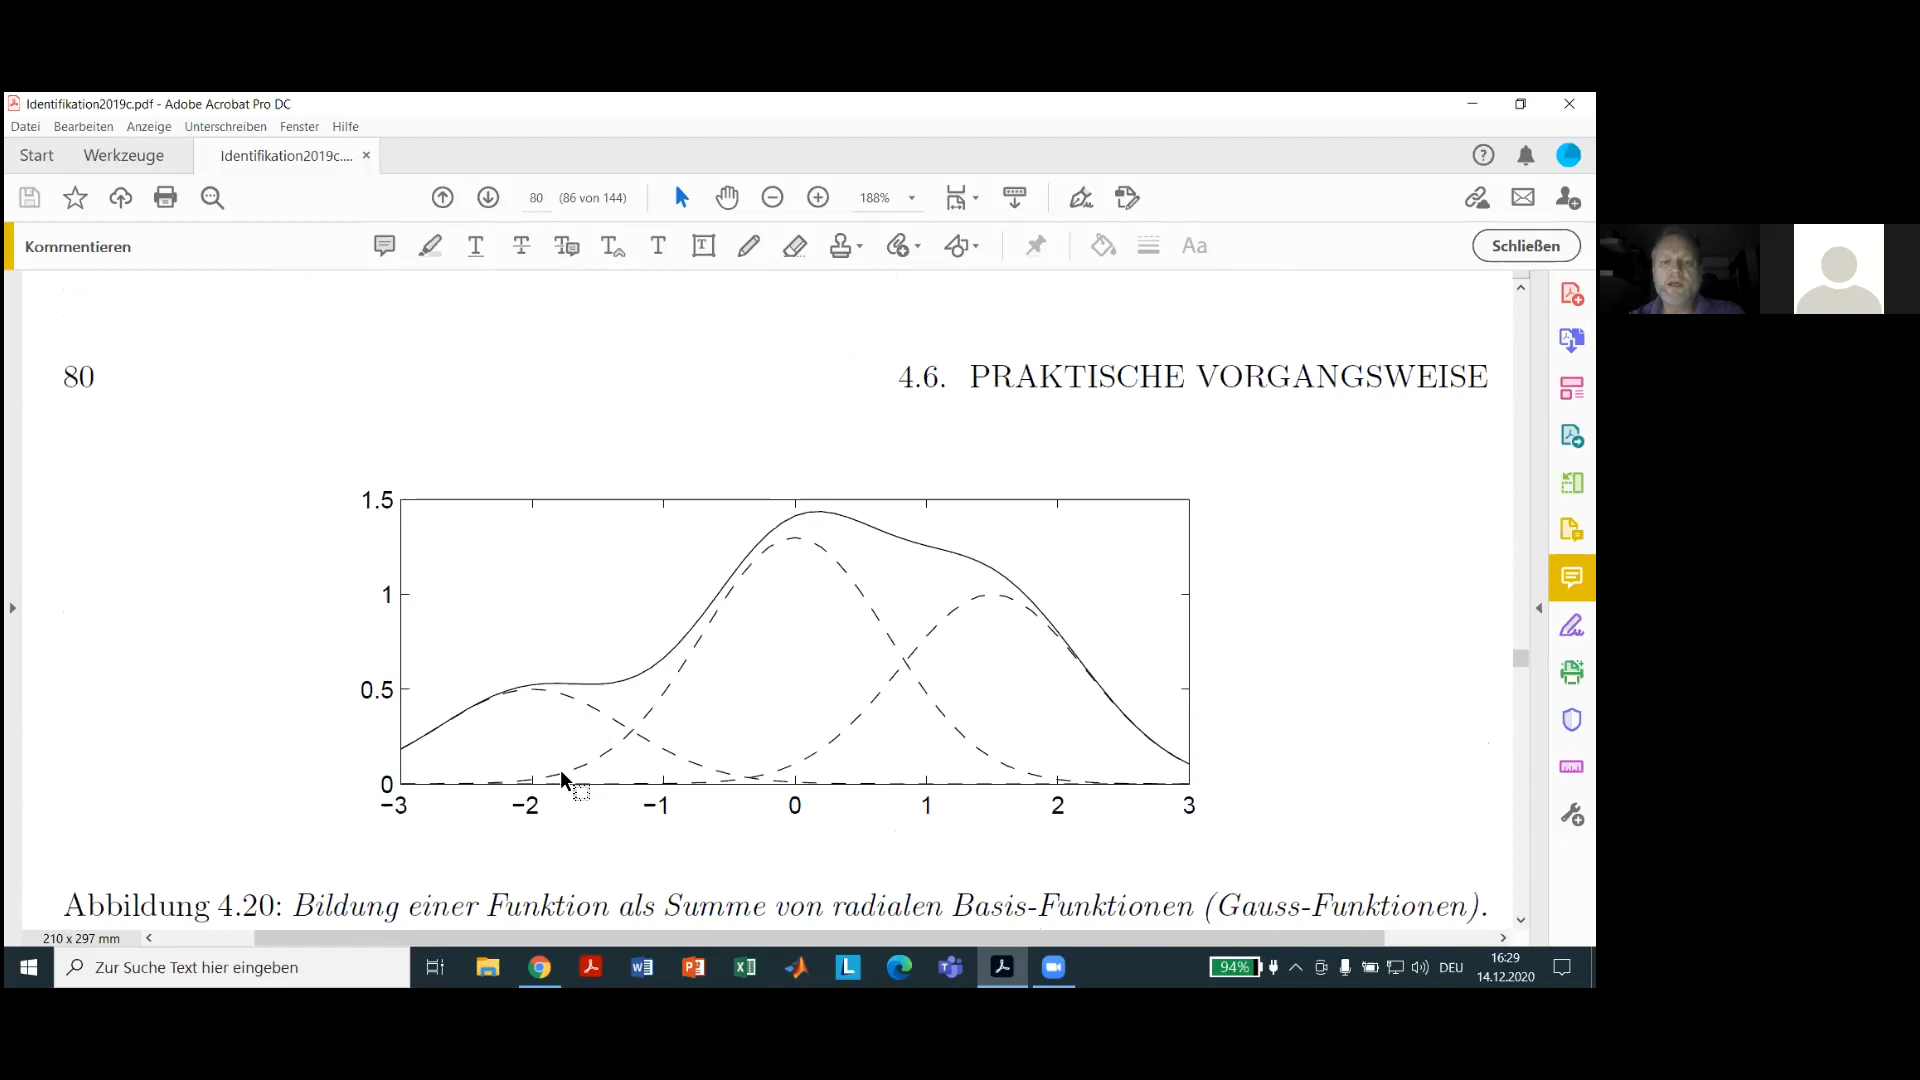 Identifikation2019c.pdf - Adobe Acrobat Pro DC
Datei Bearbeiten Anzeige Unterschreiben Fenster Hilfe
Start Werkzeuge Identifikation2019c.... ×
80 (86 von 144) 188%
Kommentieren Aa Schließen
80 4.6. PRAKTISCHE VORGANGSWEISE
1.5
1
0.5
0
−3 −2 −1 0 1 2 3
Abbildung 4.20: Bildung einer Funktion als Summe von radialen Basis-Funktionen (Gauss-Funktionen).
210 x 297 mm
Zur Suche Text hier eingeben 94% DEU 16:29
14.12.2020